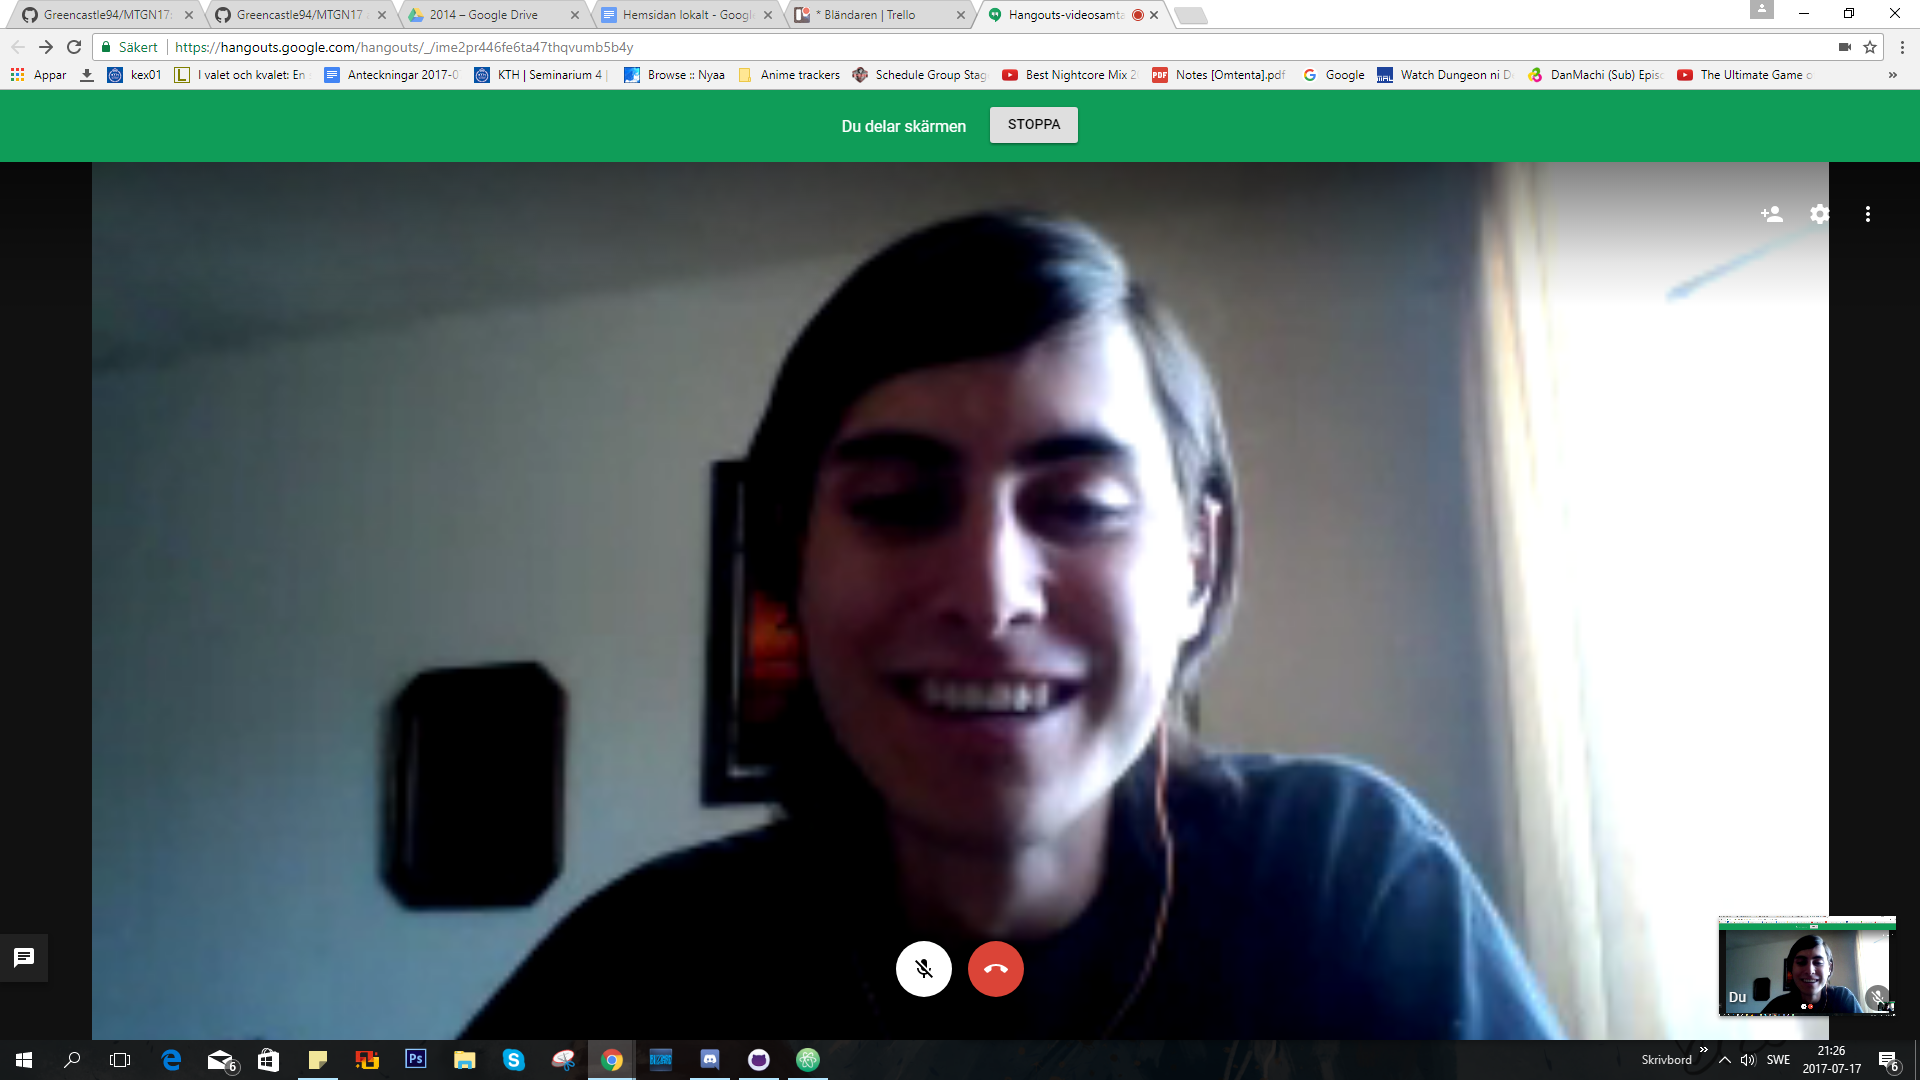 Greencastle94/MTGN17:
Greencastle94/MTGN17
2014 – Google Drive
Hemsidan lokalt - Googl
* Bländaren | Trello
Hangouts-videosamta
Säkert
https://hangouts.google.com/hangouts/_/ime2pr446fe6ta47thqvumb5b4y
Appar
kex01
I valet och kvalet: En
Anteckningar 2017-0
KTH | Seminarium 4 |
Browse :: Nyaa
Anime trackers
Schedule Group Stag
Best Nightcore Mix 2
Notes [Omtenta].pdf
Google
Watch Dungeon ni D
DanMachi (Sub) Epis
The Ultimate Game o
Du delar skärmen
STOPPA
Du
6
Ps
Skrivbord
SWE
21:26
2017-07-17
6